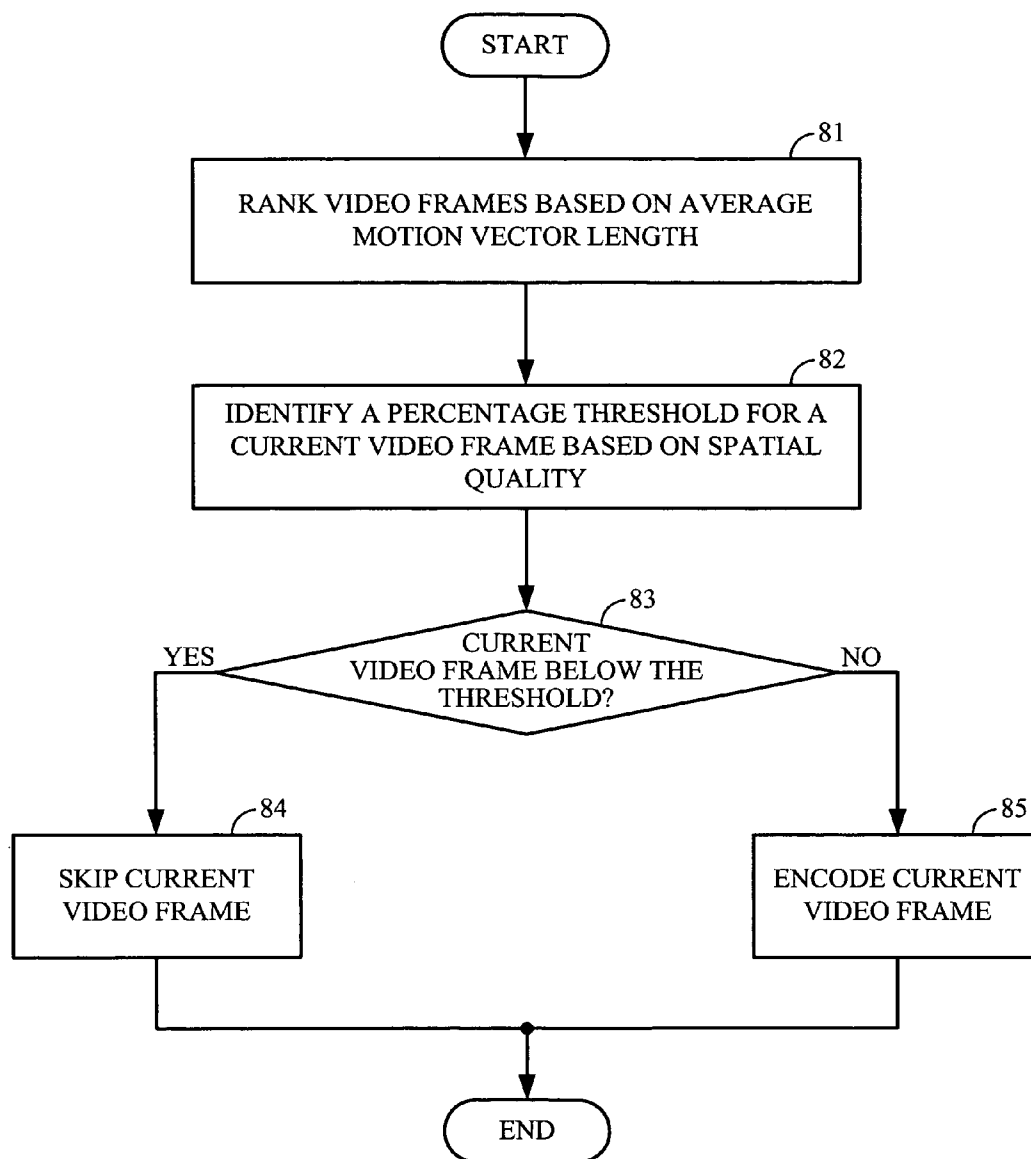 START
81
RANK VIDEO FRAMES BASED ON AVERAGE
MOTION VECTOR LENGTH
82
IDENTIFY A PERCENTAGE THRESHOLD FOR A
CURRENT VIDEO FRAME BASED ON SPATIAL
QUALITY
83
CURRENT
VIDEO FRAME BELOW THE
THRESHOLD?
YES
NO
84
SKIP CURRENT
VIDEO FRAME
85
ENCODE CURRENT
VIDEO FRAME
END